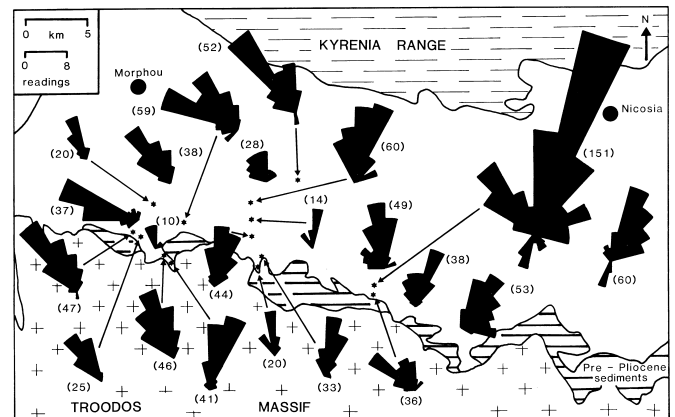 0 km 5
0 8
readings
KYRENIA RANGE
N
Morphou
Nicosia
(52)
(59)
(20)
(38)
(28)
(60)
(151)
(37)
(10)
(14)
(49)
(38)
(60)
(47)
(44)
(53)
(25)
(46)
(41)
(20)
(33)
(36)
Pre - Pliocene
sediments
TROODOS MASSIF